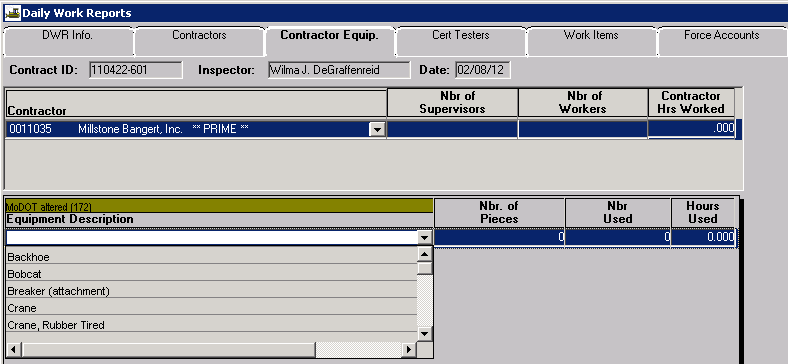 Daily Work Reports
DWR Info. Contractors Contractor Equip. Cert Testers Work Items Force Accounts
Contract ID: 110422-601 Inspector: Wilma J. DeGraffenreid Date: 02/08/12
Contractor Nbr of Supervisors Nbr of Workers Contractor Hrs Worked
0011035 Millstone Bangert, Inc. ** PRIME ** .000
MoDOT altered (172)
Equipment Description Nbr. of Pieces Nbr Used Hours Used
0 0 0.000
Backhoe
Bobcat
Breaker (attachment)
Crane
Crane, Rubber Tired